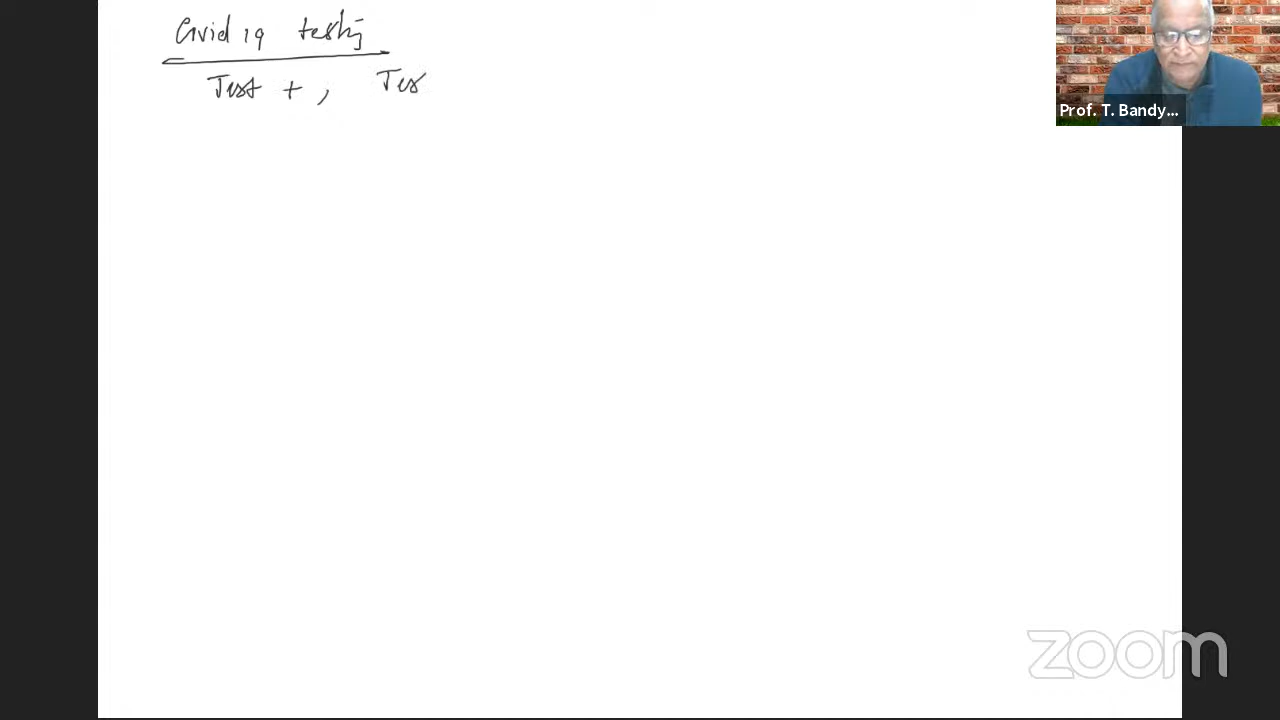 Covid 19 testing
Test + , Tes
Prof. T. Bandy...
zoom